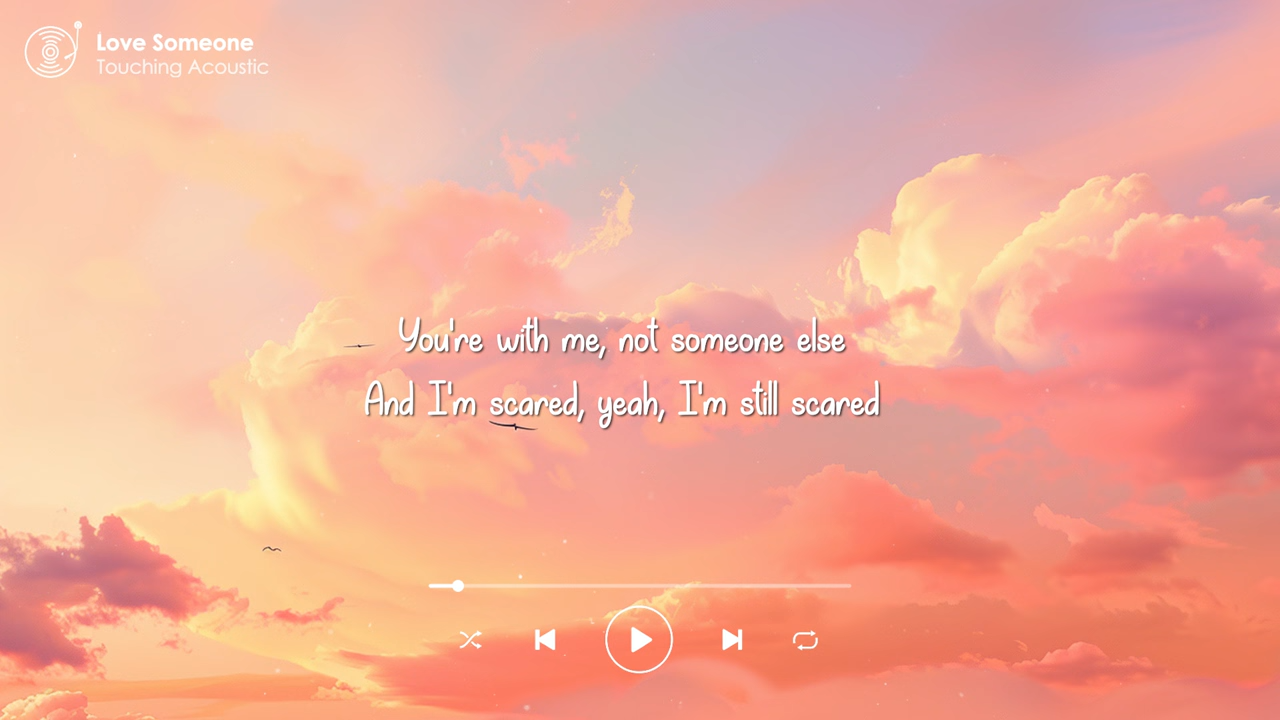 Love Someone
Touching Acoustic
You're with me, not someone else
And I'm scared, yeah, I'm still scared